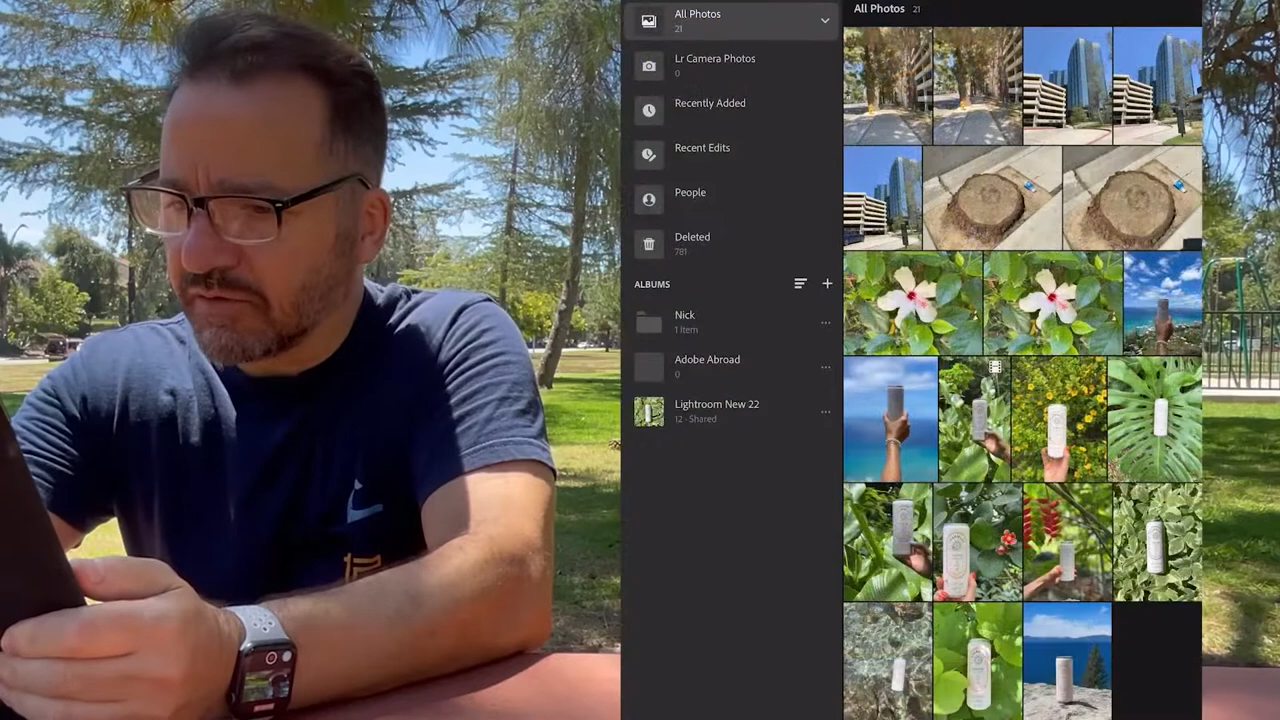 All Photos
21
Lr Camera Photos
0
Recently Added
Recent Edits
People
Deleted
781
ALBUMS
Nick
1 Item
Adobe Abroad
0
Lightroom New 22
12 · Shared
All Photos 21